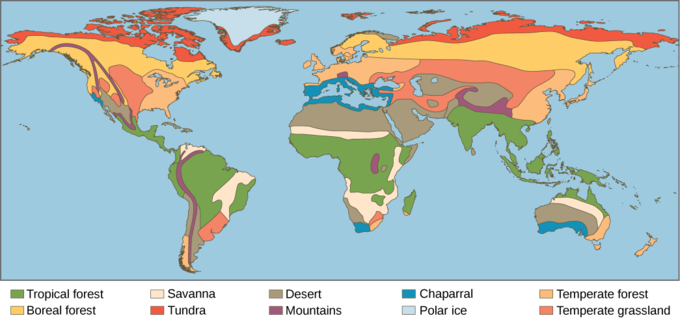 Tropical forest Savanna Desert Chaparral Temperate forest
Boreal forest Tundra Mountains Polar ice Temperate grassland